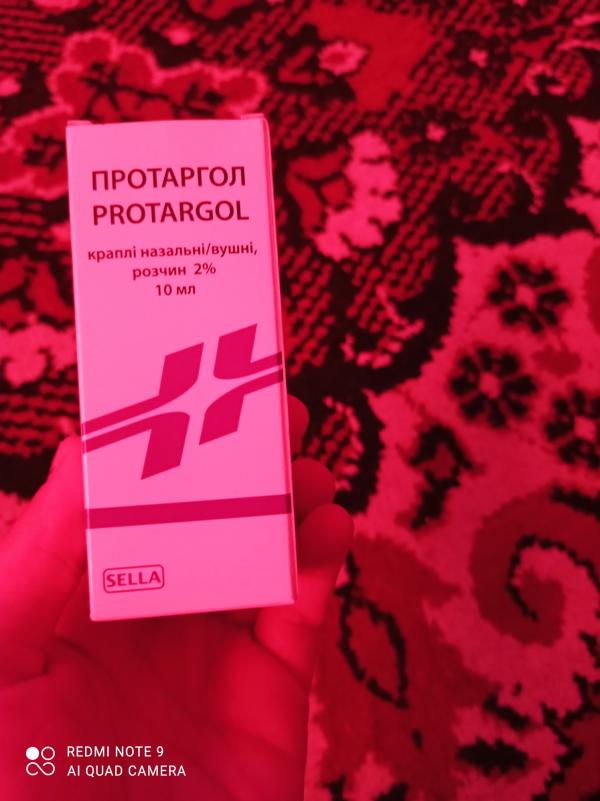 ПРОТАРГОЛ
PROTARGOL
краплі назальні/вушні,
розчин 2%
10 мл
SELLA
REDMI NOTE 9
AI QUAD CAMERA